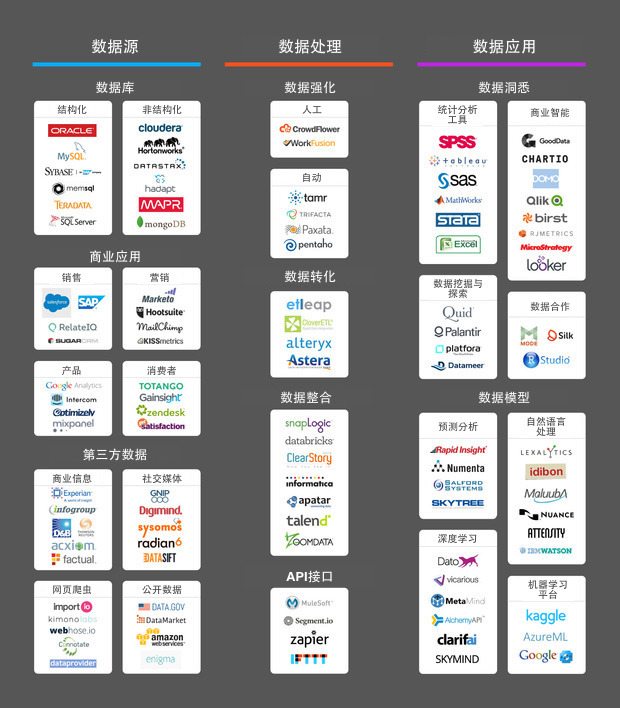 数据源
数据库
结构化
ORACLE
MySQL
SYBASE
memsql
TERADATA
SQL Server
非结构化
cloudera
Hortonworks
DATASTAX
hadapt
MAPR
mongoDB
商业应用
销售
salesforce
SAP
RelateIQ
SUGARCRM
营销
Marketo
Hootsuite
MailChimp
KISSmetrics
产品
Google Analytics
Intercom
Optimizely
mixpanel
消费者
TOTANGO
Gainsight
zendesk
satisfaction
第三方数据
商业信息
Experian
A world of insight
infogroup
D&B
THOMSON REUTERS
acxiom
factual.
社交媒体
GNIP
Digimind.
sysomos
radian6
DATASIFT
网页爬虫
import io
kimono labs
webhose.io
Connotate
dataprovider
公开数据
DATA.GOV
DataMarket
amazon
web services
enigma
数据处理
数据强化
人工
CrowdFlower
WorkFusion
自动
tamr
TRIFACTA
Paxata
pentaho
数据转化
etleap
CloverETL
alteryx
Astera
数据整合
snapLogic
databricks
ClearStory
informatica
apatar
talend
ZOOMDATA
API接口
MuleSoft
Segment.io
zapier
IFTTT
数据应用
数据洞悉
统计分析
工具
SPSS
+ableau
sas
MathWorks
STATA
Excel
商业智能
GoodData
CHARTIO
DOMO
Qlik
birst
RJMETRICS
MicroStrategy
looker
数据挖掘与
探索
Quid
Palantir
platfora
Datameer
数据合作
MODE
Silk
R Studio
数据模型
预测分析
Rapid Insight
Numenta
SALFORD
SYSTEMS
SKYTREE
自然语言
处理
LEXALYTICS
idibon
MaluubA
NUANCE
ATTENSITY
IBMWATSON
深度学习
Dato
vicarious
MetaMind
AlchemyAPI
clarifai
SKYMIND
机器学习
平台
kaggle
AzureML
Google